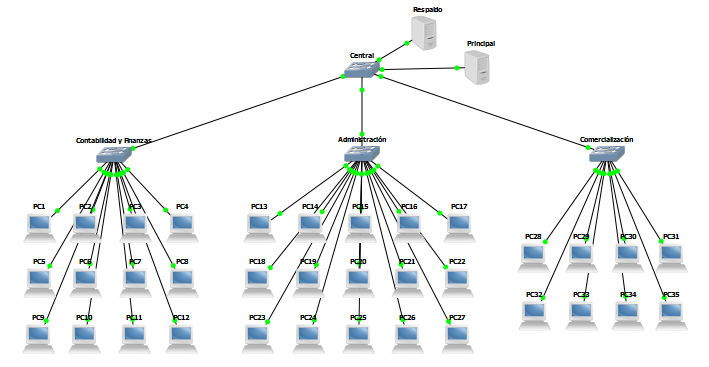 Respaldo
Principal
Central
Contabilidad y Finanzas
Administración
Comercialización
PC1
PC2
PC3
PC4
PC13
PC14
PC15
PC16
PC17
PC28
PC29
PC30
PC31
PC5
PC6
PC7
PC8
PC18
PC19
PC20
PC21
PC22
PC32
PC33
PC34
PC35
PC9
PC10
PC11
PC12
PC23
PC24
PC25
PC26
PC27